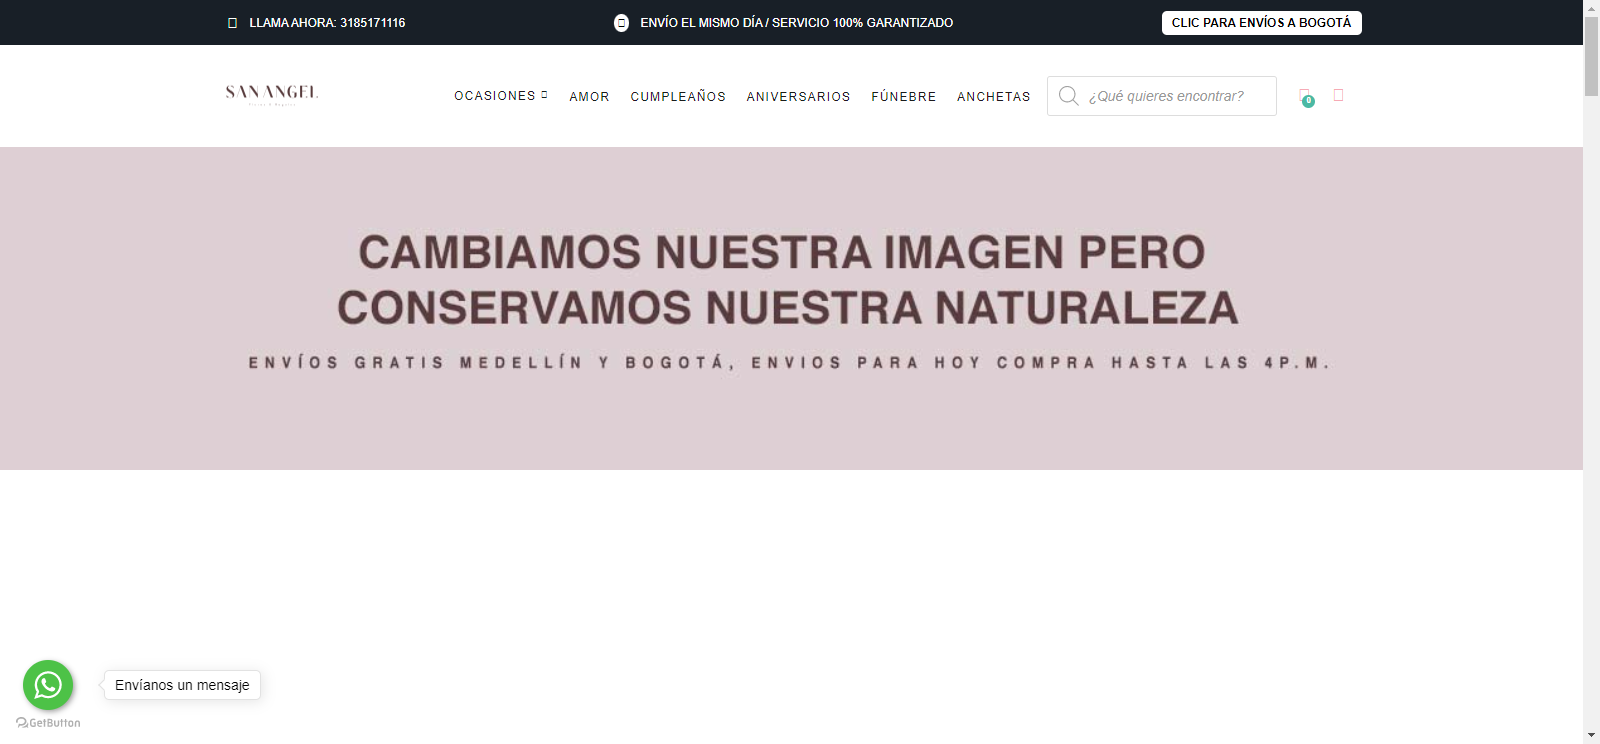 LLAMA AHORA: 3185171116
ENVÍO EL MISMO DÍA / SERVICIO 100% GARANTIZADO
CLIC PARA ENVÍOS A BOGOTÁ
SAN ANGEL
OCASIONES
AMOR
CUMPLEAÑOS
ANIVERSARIOS
FÚNEBRE
ANCHETAS
¿Qué quieres encontrar?
0
CAMBIAMOS NUESTRA IMAGEN PERO
CONSERVAMOS NUESTRA NATURALEZA
ENVÍOS GRATIS MEDELLÍN Y BOGOTÁ, ENVIOS PARA HOY COMPRA HASTA LAS 4P.M.
Envíanos un mensaje
GetButton